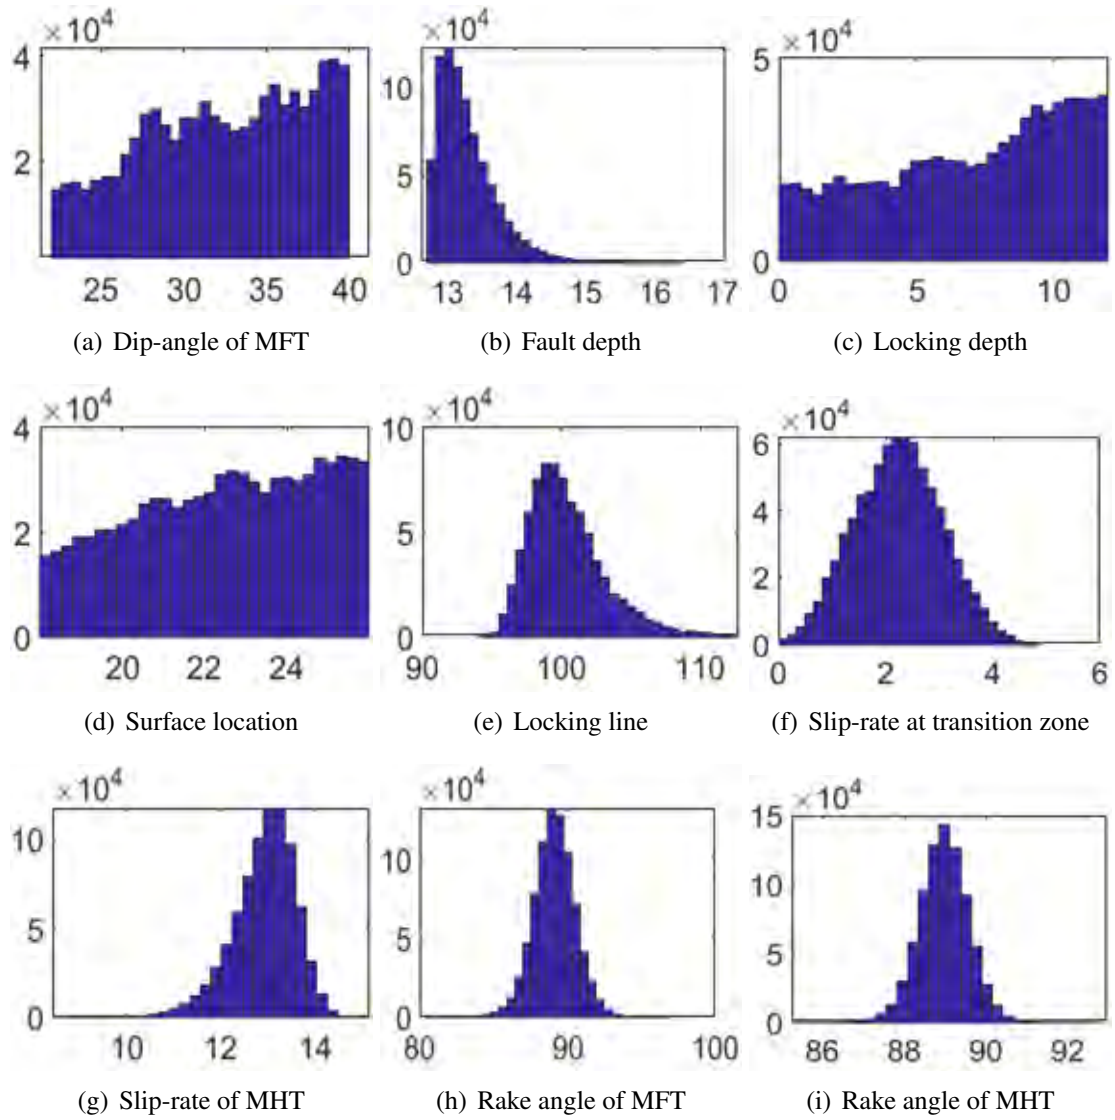 ×10⁴ ×10⁴ ×10⁴
4 2
25 30 35 40
10 5 0
13 14 15 16 17
5 0
0 5 10
(a) Dip-angle of MFT (b) Fault depth (c) Locking depth
×10⁴ ×10⁴ ×10⁴
4 2 0
20 22 24
10 5 0
90 100 110
6 4 2 0
0 2 4 6
(d) Surface location (e) Locking line (f) Slip-rate at transition zone
×10⁴ ×10⁴ ×10⁴
10 5 0
10 12 14
10 5 0
80 90 100
15 10 5 0
86 88 90 92
(g) Slip-rate of MHT (h) Rake angle of MFT (i) Rake angle of MHT